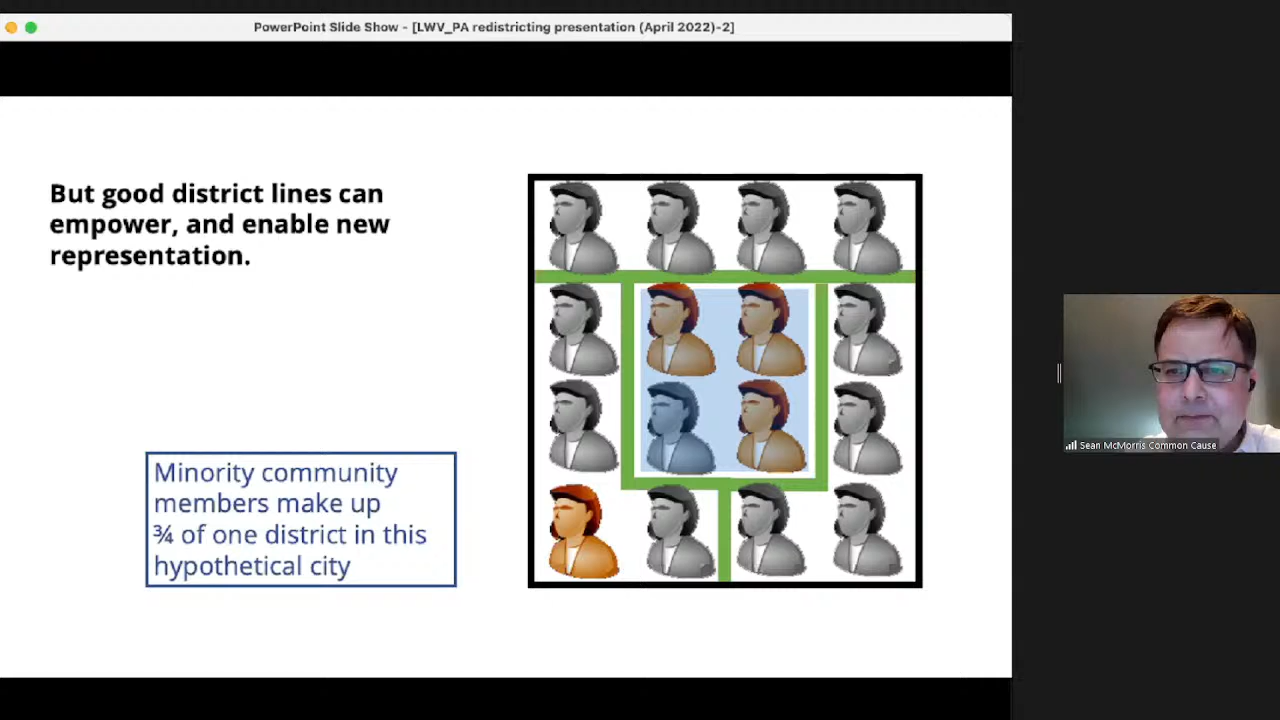 PowerPoint Slide Show - [LWV_PA redistricting presentation (April 2022)-2]
But good district lines can
empower, and enable new
representation.
Minority community
members make up
¾ of one district in this
hypothetical city
Sean McMorris Common Cause